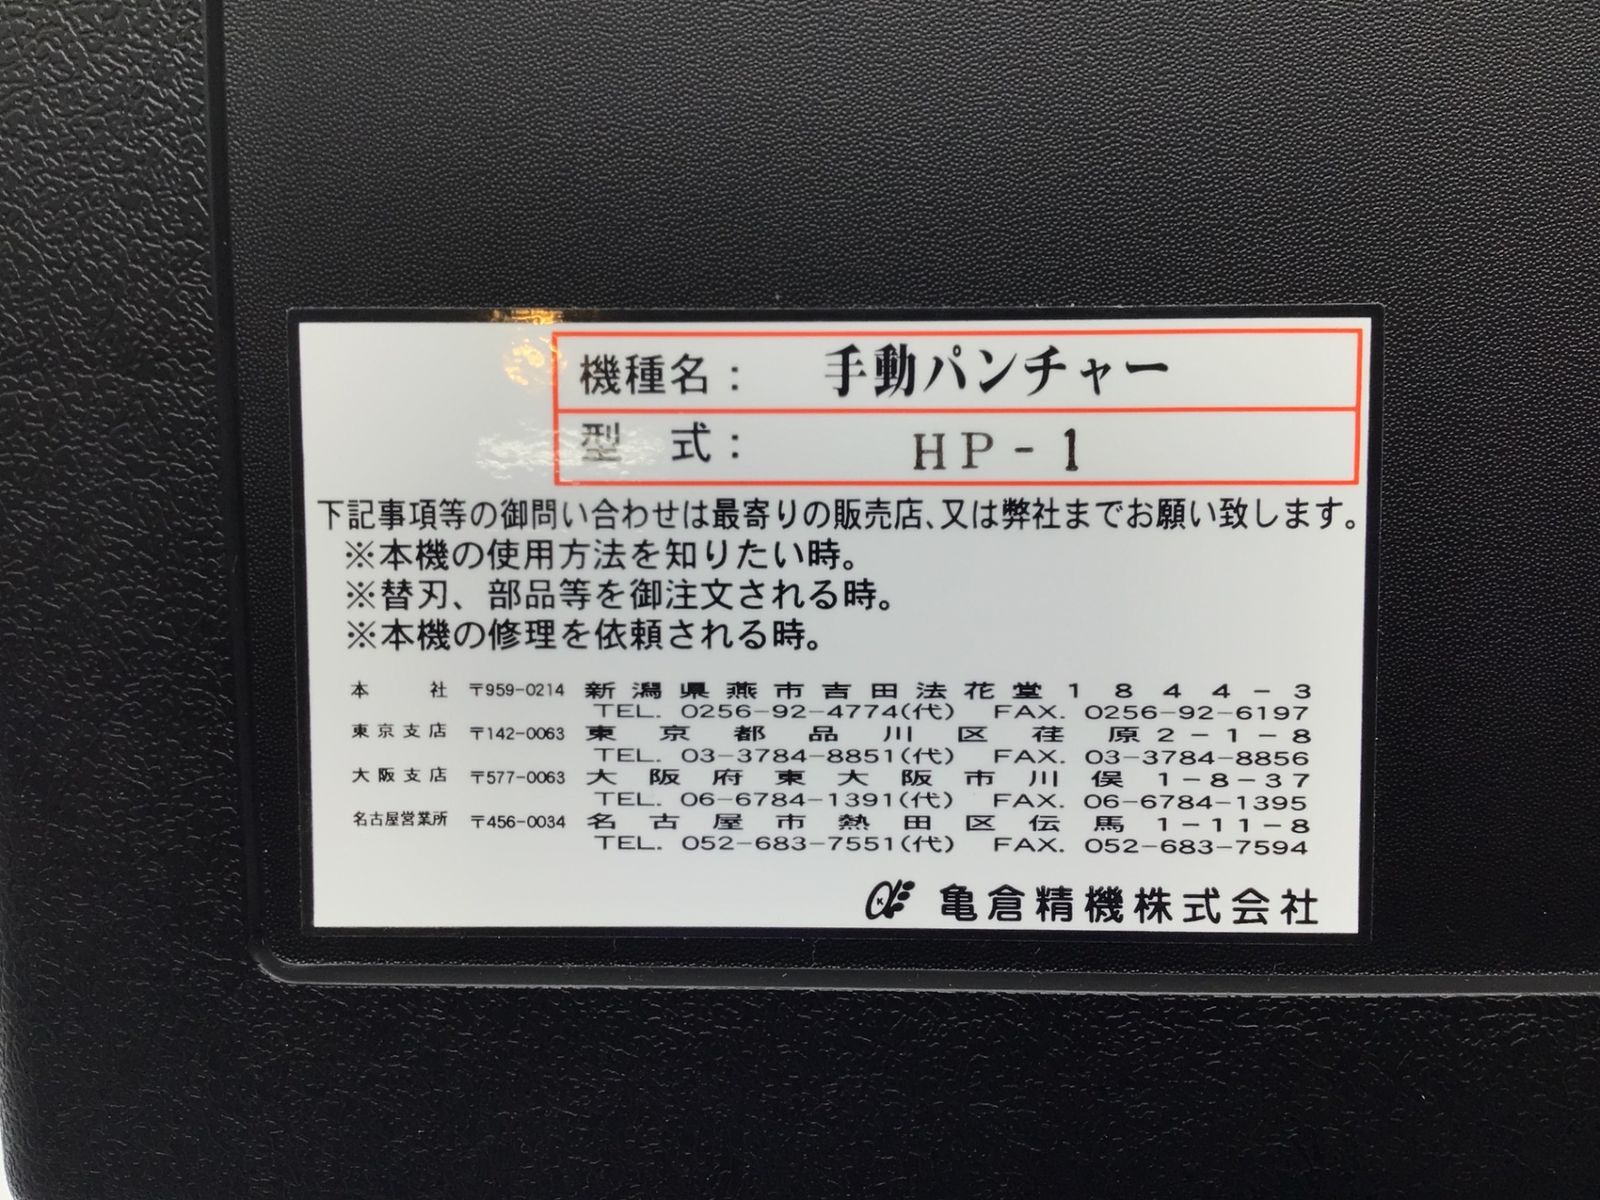 機種名： 手動パンチャー
型 式： HP-1
下記事項等の御問い合わせは最寄りの販売店、又は弊社までお願い致します。
※本機の使用方法を知りたい時。
※替刃、部品等を御注文される時。
※本機の修理を依頼される時。
本 社 〒959-0214 新潟県燕市吉田法花堂1844-3
TEL. 0256-92-4774(代) FAX. 0256-92-6197
東京支店 〒142-0063 東京都品川区荏原2-1-8
TEL. 03-3784-8851(代) FAX. 03-3784-8856
大阪支店 〒577-0063 大阪府東大阪市川俣1-8-37
TEL. 06-6784-1391(代) FAX. 06-6784-1395
名古屋営業所 〒456-0034 名古屋市熱田区伝馬1-11-8
TEL. 052-683-7551(代) FAX. 052-683-7594
K 亀倉精機株式会社